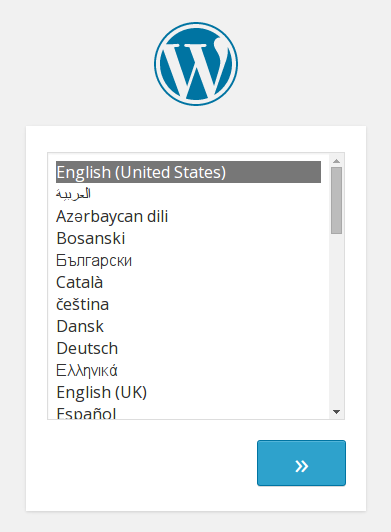 English (United States)
العربية
Azərbaycan dili
Bosanski
Български
Català
čeština
Dansk
Deutsch
Ελληνικά
English (UK)
Español
»